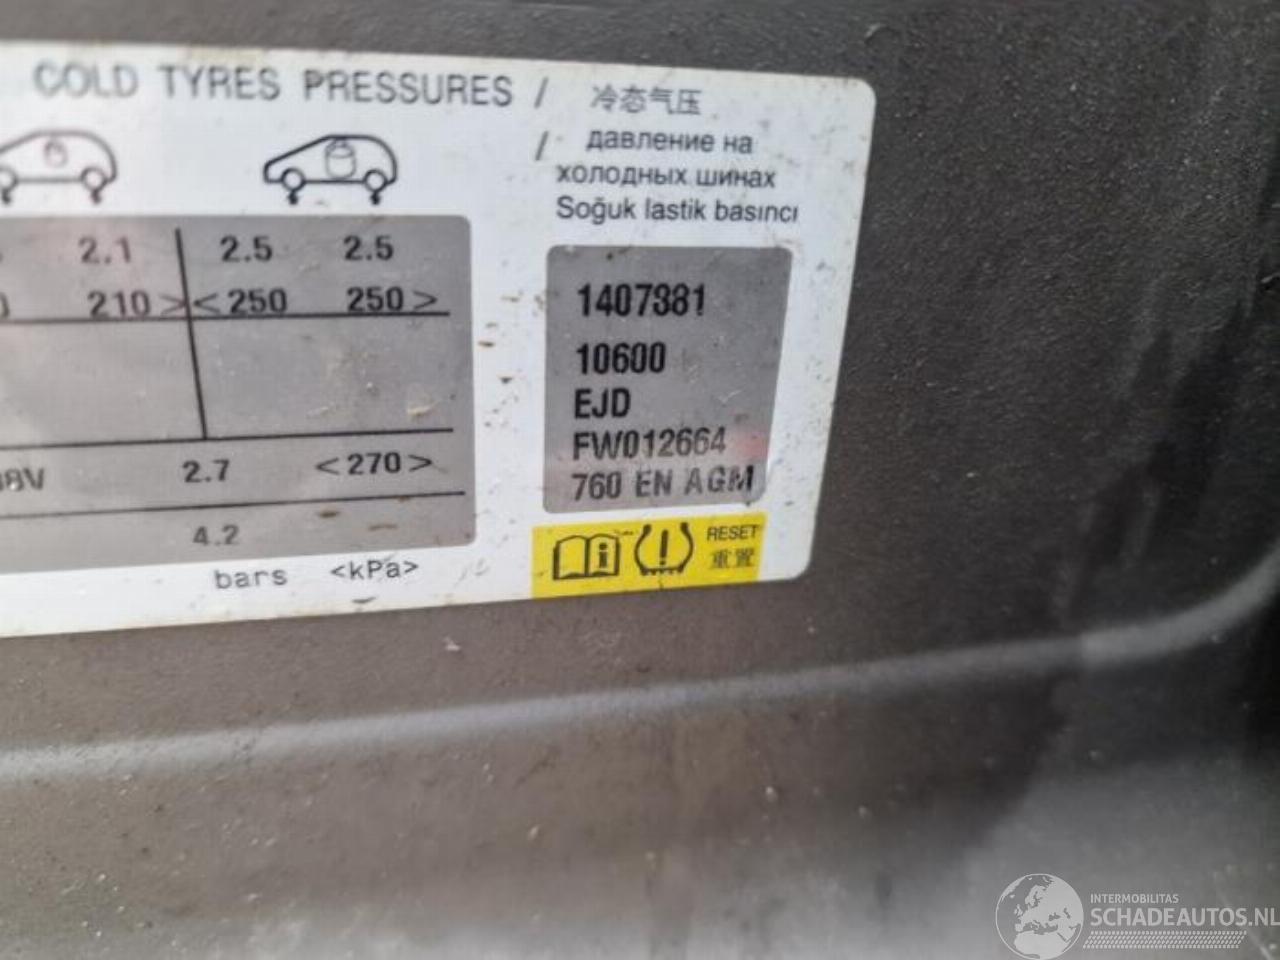 COLD TYRES PRESSURES / 冷态气压
/ давление на
холодных шинах
Soğuk lastik basıncı
2.1 2.5 2.5
210> <250 250>
2.7 <270>
4.2
bars <kPa>
1407381
10600
EJD
FW012664
760 EN AGM
RESET
重置
INTERMOBILITAS
SCHADEAUTOS.NL